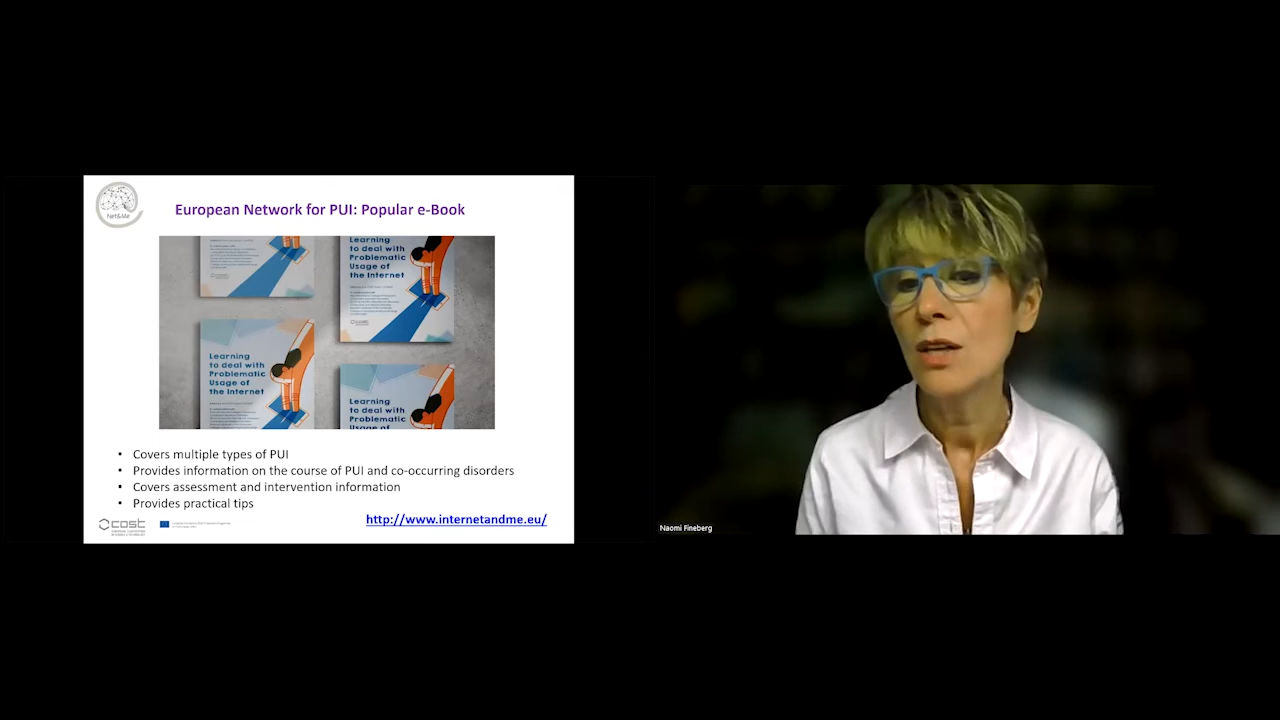 Net&Me
European Network for PUI: Popular e-Book
Learning
to deal with
Problematic
Usage of
the Internet
Learning
to deal with
Problematic
Usage of
the Internet
Learning
to deal with
Problematic
Usage of
• Covers multiple types of PUI
• Provides information on the course of PUI and co-occurring disorders
• Covers assessment and intervention information
• Provides practical tips
cost
http://www.internetandme.eu/
Naomi Fineberg